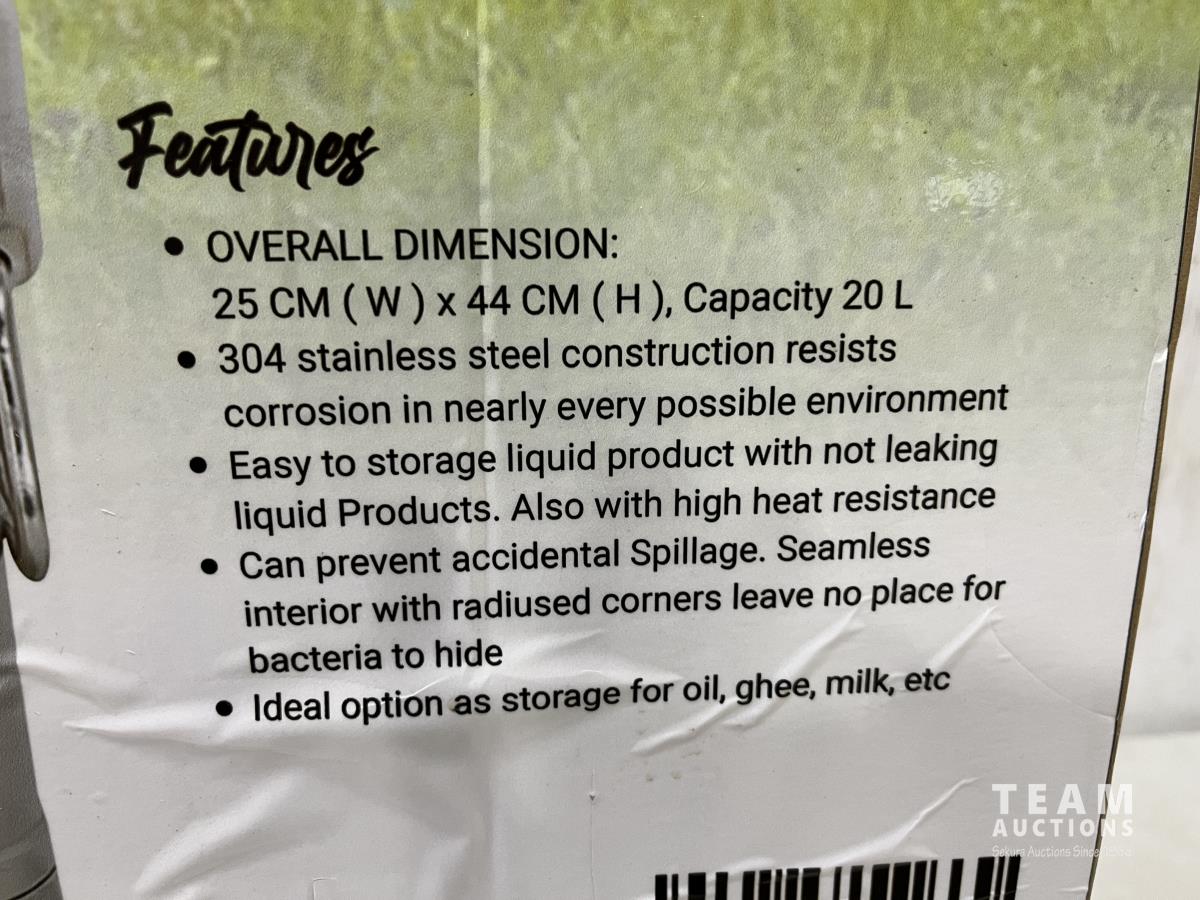 Features
• OVERALL DIMENSION:
25 CM ( W ) x 44 CM ( H ), Capacity 20 L
• 304 stainless steel construction resists
corrosion in nearly every possible environment
• Easy to storage liquid product with not leaking
liquid Products. Also with high heat resistance
• Can prevent accidental Spillage. Seamless
interior with radiused corners leave no place for
bacteria to hide
• Ideal option as storage for oil, ghee, milk, etc
TEAM
AUCTIONS
Sekura Auctions Since